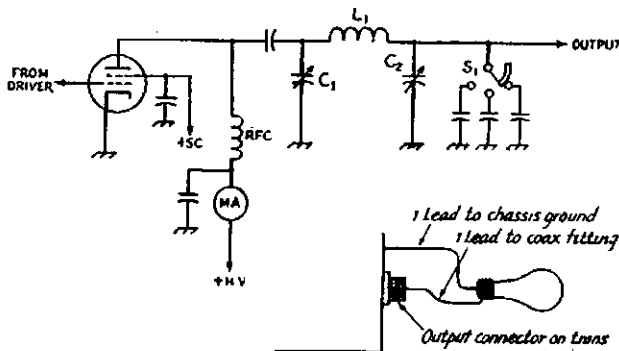 L₁
OUTPUT
FROM
DRIVER
C₁
C₂
S₁
+SC
RFC
MA
+HV
1 Lead to chassis ground
1 Lead to coax fitting
Output connector on trans